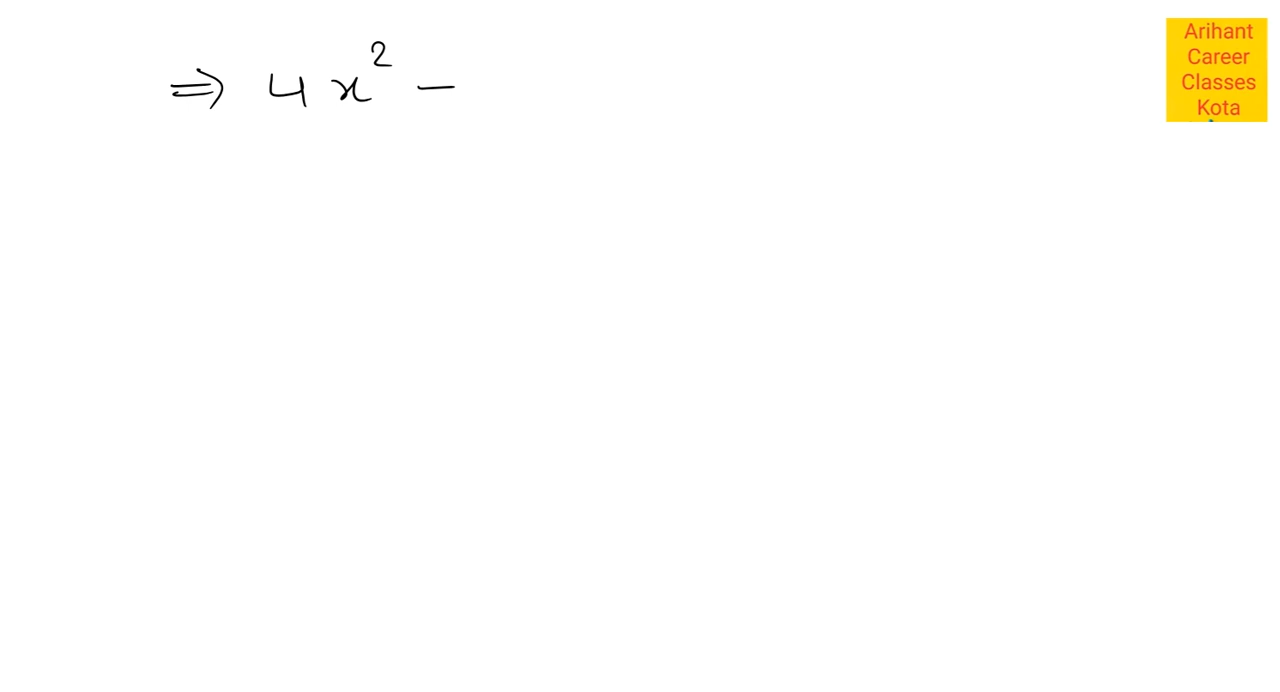 ⇒ 4x² −
Arihant
Career
Classes
Kota